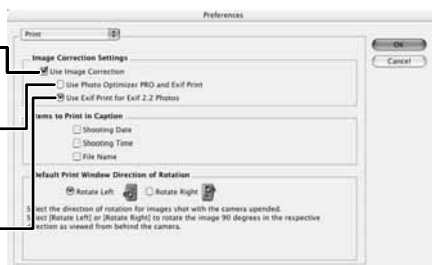 Preferences
Print
OK
Cancel
Image Correction Settings
Use Image Correction
Use Photo Optimizer PRO and Exif Print
Use Exif Print for Exif 2.2 Photos
tems to Print in Caption
Shooting Date
Shooting Time
File Name
Default Print Window Direction of Rotation
Rotate Left
Rotate Right
Select the direction of rotation for images shot with the camera upended.
Select [Rotate Left] or [Rotate Right] to rotate the image 90 degrees in the respective
direction as viewed from behind the camera.